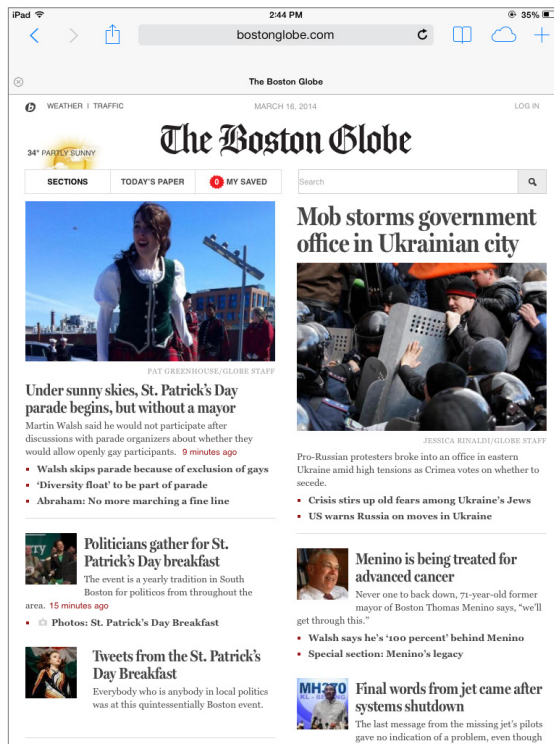 iPad 2:44 PM 35%
bostonglobe.com
The Boston Globe
b WEATHER | TRAFFIC MARCH 16, 2014 LOG IN
34° PARTLY SUNNY
The Boston Globe
SECTIONS TODAY'S PAPER 0 MY SAVED Search
PAT GREENHOUSE/GLOBE STAFF
Under sunny skies, St. Patrick's Day
parade begins, but without a mayor
Martin Walsh said he would not participate after
discussions with parade organizers about whether they
would allow openly gay participants. 9 minutes ago
Walsh skips parade because of exclusion of gays
'Diversity float' to be part of parade
Abraham: No more marching a fine line
Politicians gather for St.
Patrick's Day breakfast
The event is a yearly tradition in South
Boston for politicos from throughout the
area. 15 minutes ago
Photos: St. Patrick's Day Breakfast
Tweets from the St. Patrick's
Day Breakfast
Everybody who is anybody in local politics
was at this quintessentially Boston event.
Mob storms government
office in Ukrainian city
JESSICA RINALDI/GLOBE STAFF
Pro-Russian protesters broke into an office in eastern
Ukraine amid high tensions as Crimea votes on whether to
secede.
Crisis stirs up old fears among Ukraine's Jews
US warns Russia on moves in Ukraine
Menino is being treated for
advanced cancer
Never one to back down, 71-year-old former
mayor of Boston Thomas Menino says, "we'll
get through this."
Walsh says he's '100 percent' behind Menino
Special section: Menino's legacy
MH370
Final words from jet came after
systems shutdown
The last message from the missing jet's pilots
gave no indication of a problem, even though